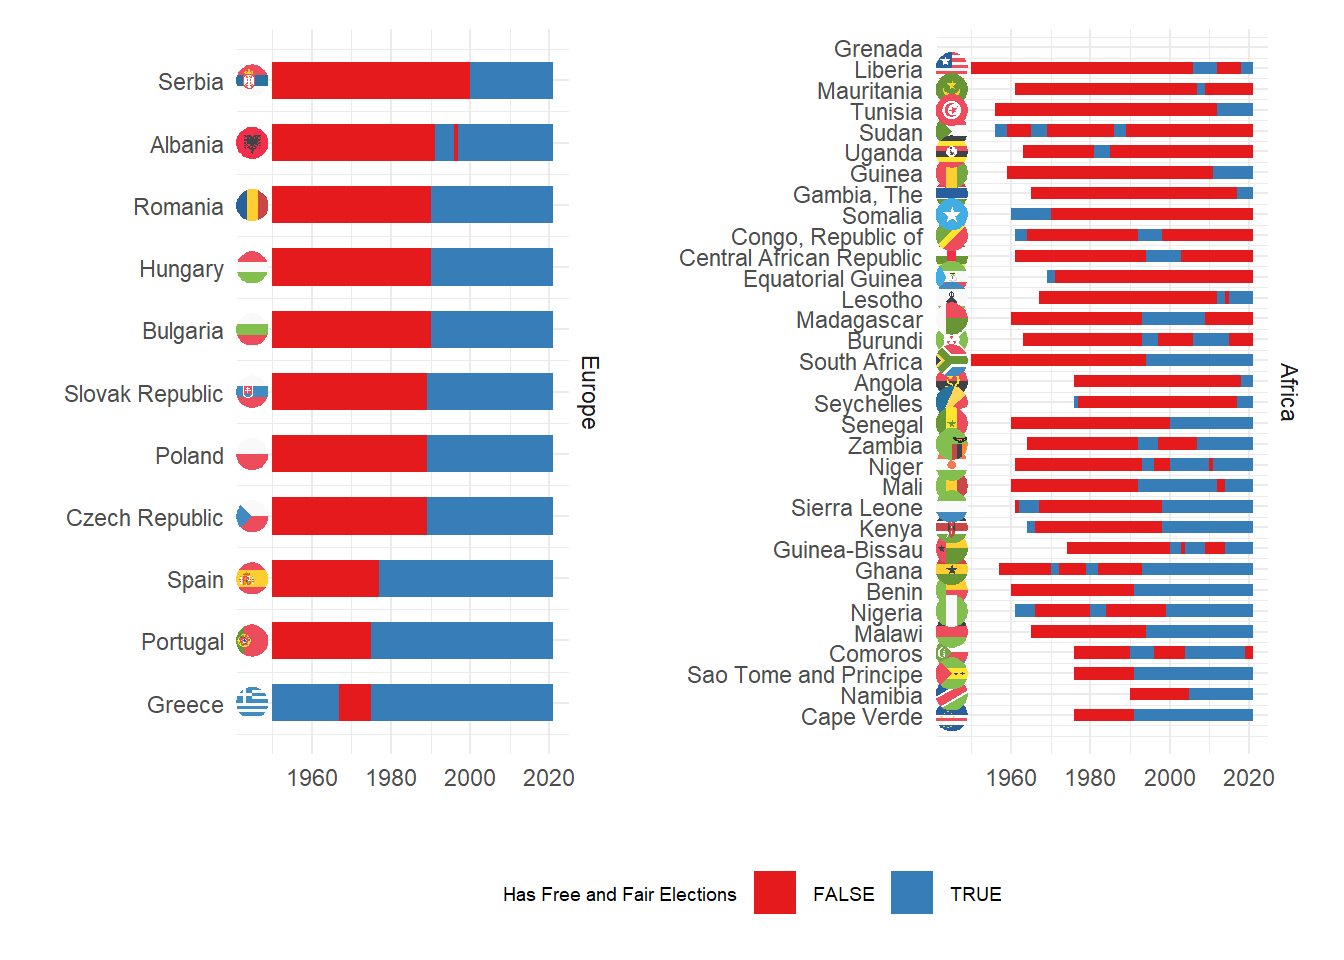 Serbia
Albania
Romania
Hungary
Bulgaria
Slovak Republic
Poland
Czech Republic
Spain
Portugal
Greece
1960 1980 2000 2020
Europe
Grenada
Liberia
Mauritania
Tunisia
Sudan
Uganda
Guinea
Gambia, The
Somalia
Congo, Republic of
Central African Republic
Equatorial Guinea
Lesotho
Madagascar
Burundi
South Africa
Angola
Seychelles
Senegal
Zambia
Niger
Mali
Sierra Leone
Kenya
Guinea-Bissau
Ghana
Benin
Nigeria
Malawi
Comoros
Sao Tome and Principe
Namibia
Cape Verde
1960 1980 2000 2020
Africa
Has Free and Fair Elections FALSE TRUE